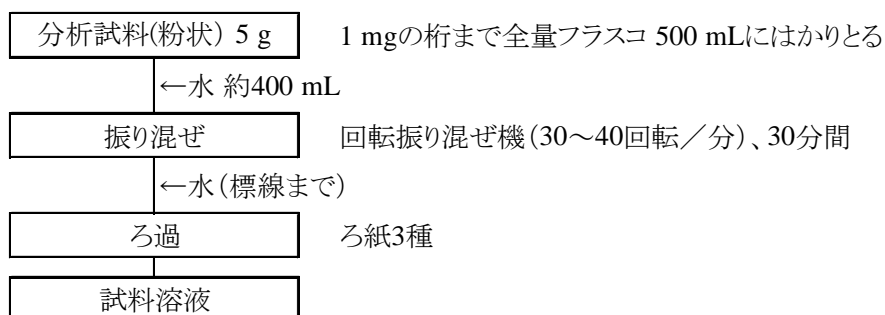 分析試料(粉状) 5 g 1 mgの桁まで全量フラスコ 500 mLにはかりとる
←水 約400 mL
振り混ぜ 回転振り混ぜ機(30～40回転／分)、30分間
←水(標線まで)
ろ過 ろ紙3種
試料溶液